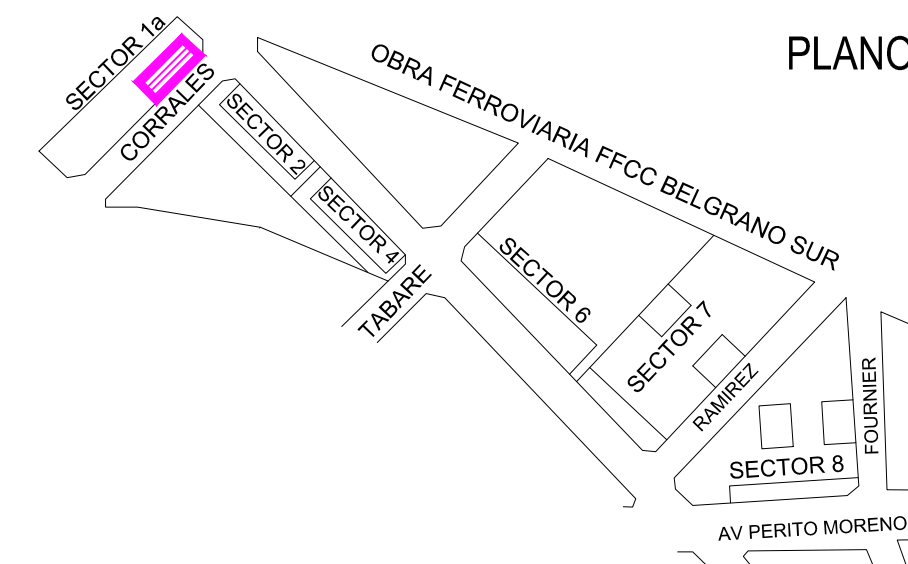 PLANO
SECTOR 1a
CORRALES
OBRA FERROVIARIA FFCC BELGRANO SUR
SECTOR 2
SECTOR 4
TABARE
SECTOR 6
SECTOR 7
RAMIREZ
FOURNIER
SECTOR 8
AV PERITO MORENO